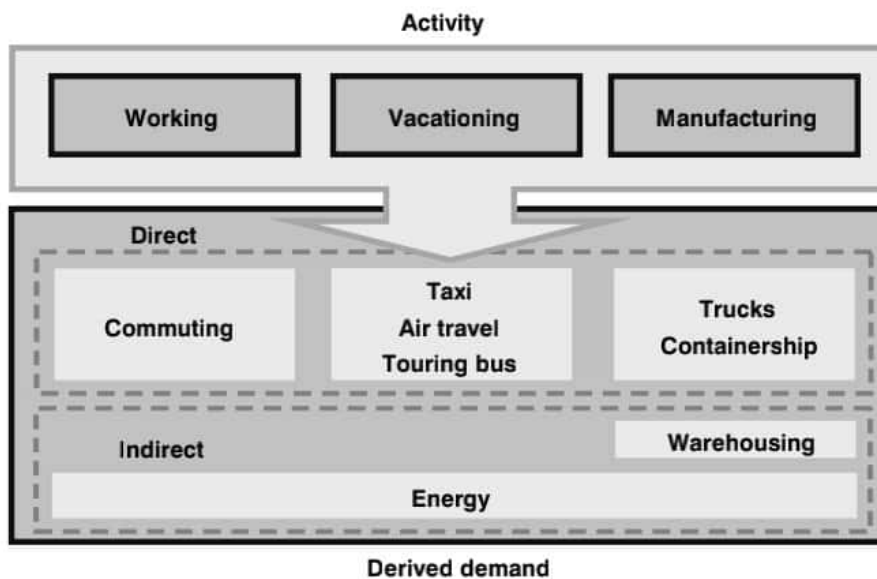 Activity
Working
Vacationing
Manufacturing
Direct
Commuting
Taxi
Air travel
Touring bus
Trucks
Containership
Indirect
Warehousing
Energy
Derived demand